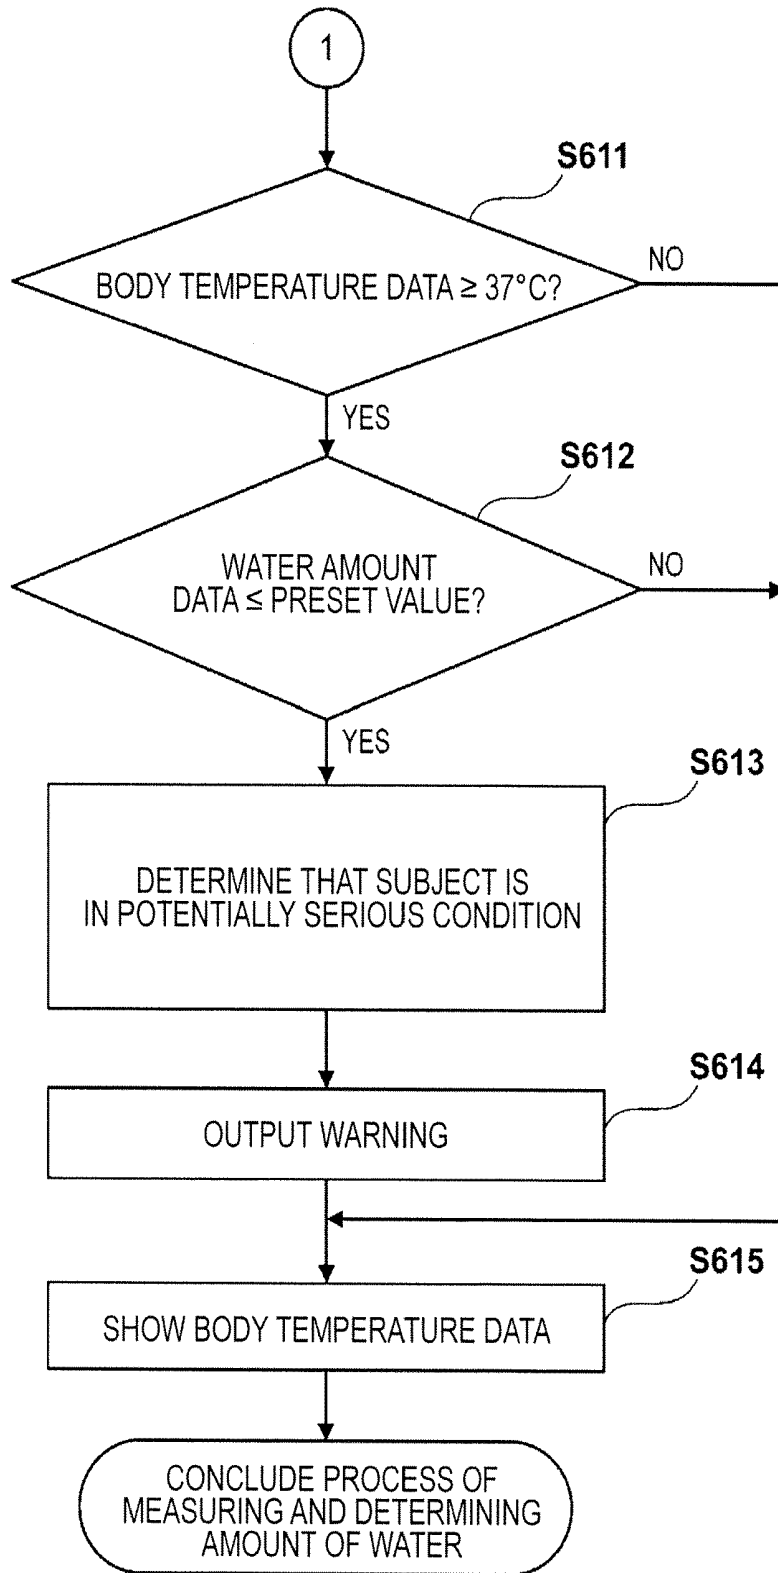 1
S611
BODY TEMPERATURE DATA ≥ 37°C?
NO
YES
S612
WATER AMOUNT
DATA ≤ PRESET VALUE?
NO
YES
S613
DETERMINE THAT SUBJECT IS
IN POTENTIALLY SERIOUS CONDITION
S614
OUTPUT WARNING
S615
SHOW BODY TEMPERATURE DATA
CONCLUDE PROCESS OF
MEASURING AND DETERMINING
AMOUNT OF WATER